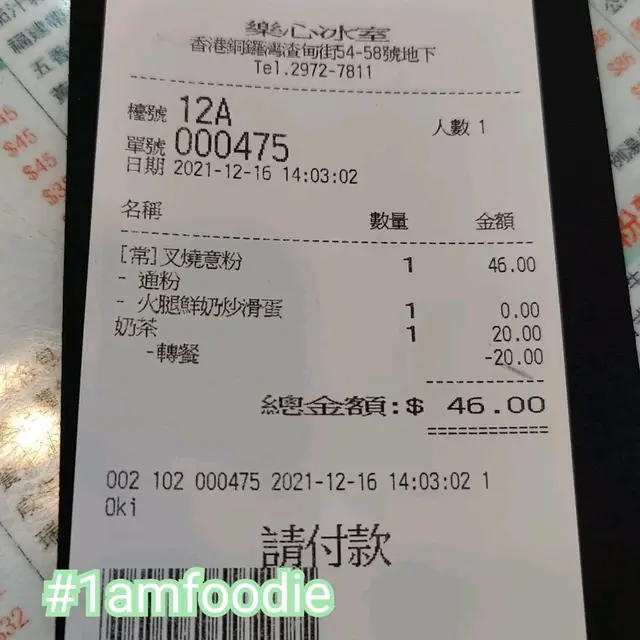 樂心冰室
香港銅鑼灣渣甸街54-58號地下
Tel.2972-7811
檯號 12A 人數 1
單號 000475
日期 2021-12-16 14:03:02
名稱 數量 金額
[常]叉燒意粉 1 46.00
- 通粉
- 火腿鮮奶炒滑蛋 1 0.00
奶茶 1 20.00
-轉餐 -20.00
總金額:$ 46.00
002 102 000475 2021-12-16 14:03:02 1
Oki
請付款
#1amfoodie
$45
$45